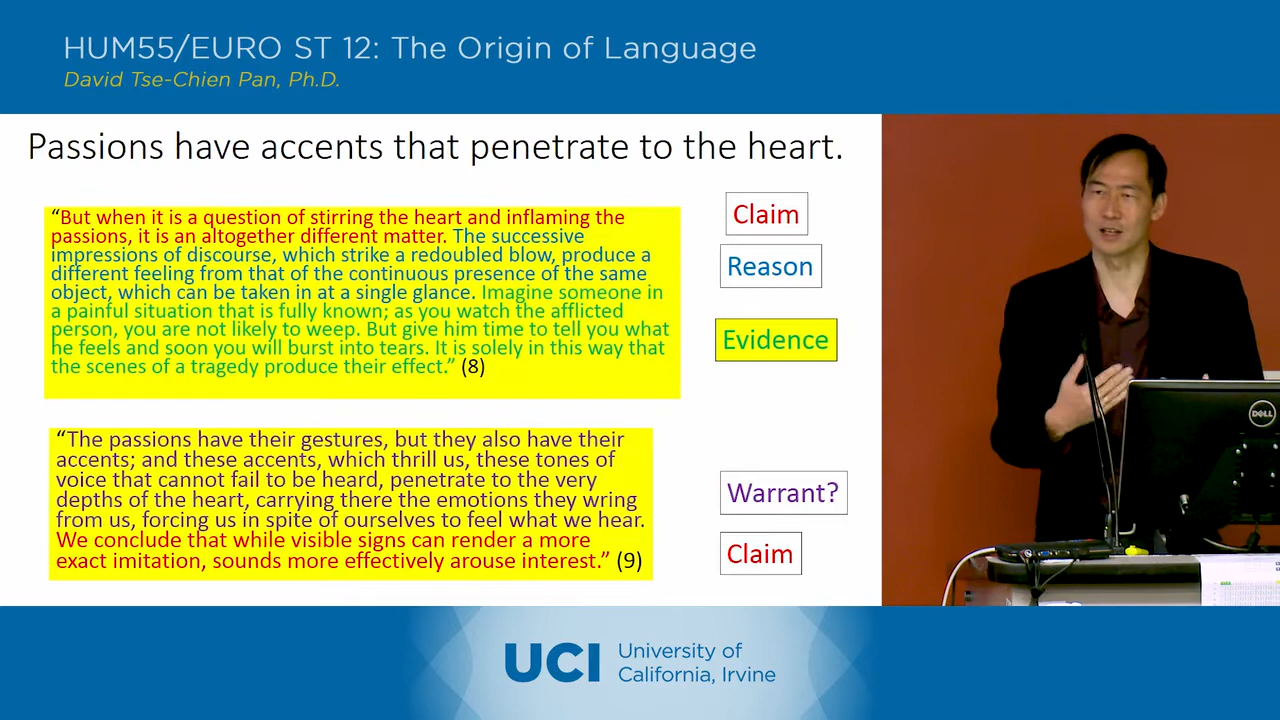 HUM55/EURO ST 12: The Origin of Language
David Tse-Chien Pan, Ph.D.
Passions have accents that penetrate to the heart.
“But when it is a question of stirring the heart and inflaming the
passions, it is an altogether different matter. The successive
impressions of discourse, which strike a redoubled blow, produce a
different feeling from that of the continuous presence of the same
object, which can be taken in at a single glance. Imagine someone in
a painful situation that is fully known; as you watch the afflicted
person, you are not likely to weep. But give him time to tell you what
he feels and soon you will burst into tears. It is solely in this way that
the scenes of a tragedy produce their effect.” (8)
Claim
Reason
Evidence
“The passions have their gestures, but they also have their
accents; and these accents, which thrill us, these tones of
voice that cannot fail to be heard, penetrate to the very
depths of the heart, carrying there the emotions they wring
from us, forcing us in spite of ourselves to feel what we hear.
We conclude that while visible signs can render a more
exact imitation, sounds more effectively arouse interest.” (9)
Warrant?
Claim
DELL
UCI
University of
California, Irvine